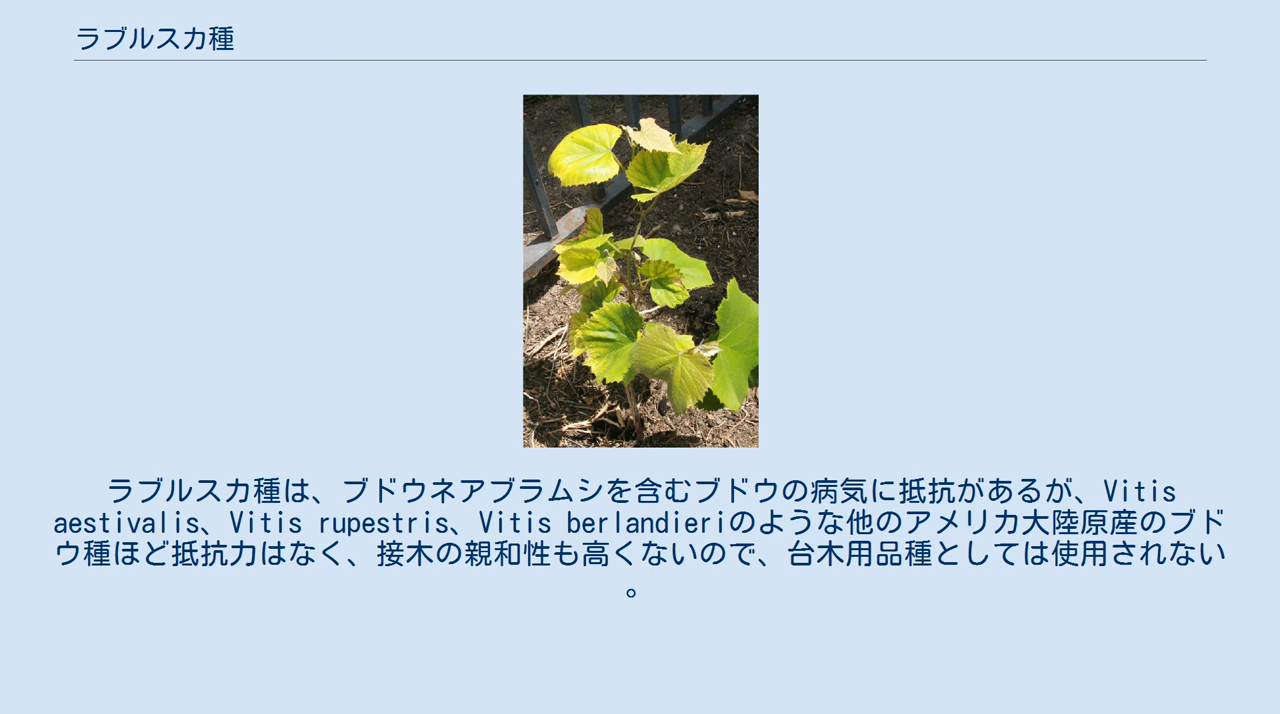 ラブルスカ種
ラブルスカ種は、ブドウネアブラムシを含むブドウの病気に抵抗があるが、Vitis
aestivalis、Vitis rupestris、Vitis berlandieriのような他のアメリカ大陸原産のブド
ウ種ほど抵抗力はなく、接木の親和性も高くないので、台木用品種としては使用されない
。